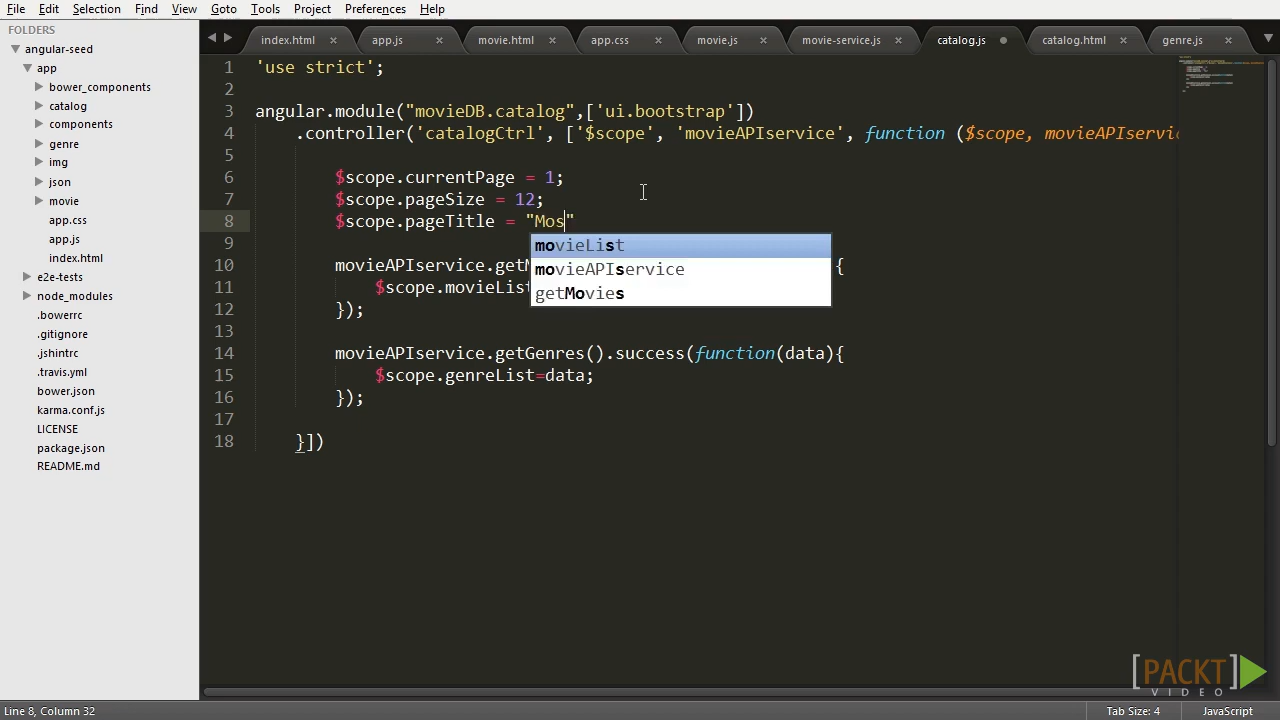 File Edit Selection Find View Goto Tools Project Preferences Help
FOLDERS
angular-seed
app
bower_components
catalog
components
genre
img
json
movie
app.css
app.js
index.html
e2e-tests
node_modules
.bowerrc
.gitignore
.jshintrc
.travis.yml
bower.json
karma.conf.js
LICENSE
package.json
README.md
index.html × app.js × movie.html × app.css × movie.js × movie-service.js × catalog.js catalog.html × genre.js ×
1 'use strict';
2
3 angular.module("movieDB.catalog",['ui.bootstrap'])
4 .controller('catalogCtrl', ['$scope', 'movieAPIservice', function ($scope, movieAPIservic
5
6 $scope.currentPage = 1;
7 $scope.pageSize = 12;
8 $scope.pageTitle = "Mos"
9
10 movieAPIservice.getM {
11 $scope.movieList
12 });
13
14 movieAPIservice.getGenres().success(function(data){
15 $scope.genreList=data;
16 });
17
18 }])
movieList
movieAPIservice
getMovies
[PACKT]
VIDEO
Line 8, Column 32 Tab Size: 4 JavaScript